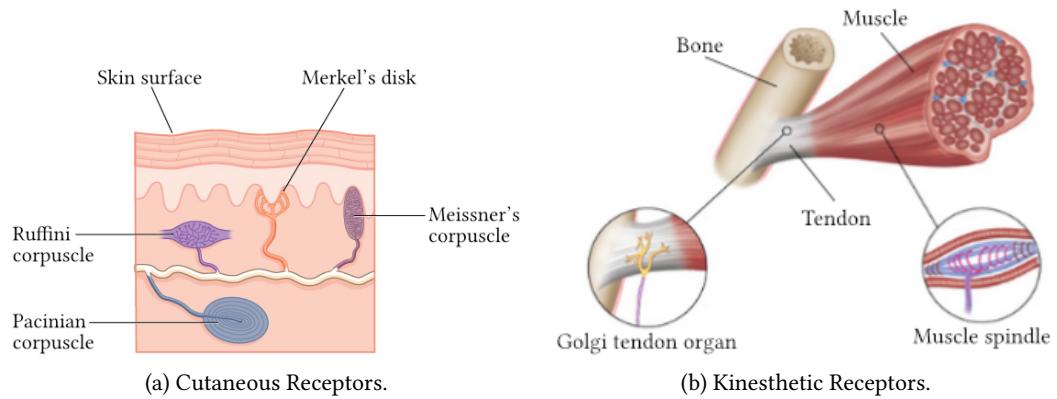 Skin surface
Merkel's disk
Ruffini
corpuscle
Meissner's
corpuscle
Pacinian
corpuscle
(a) Cutaneous Receptors.
Muscle
Bone
Tendon
Golgi tendon organ
Muscle spindle
(b) Kinesthetic Receptors.